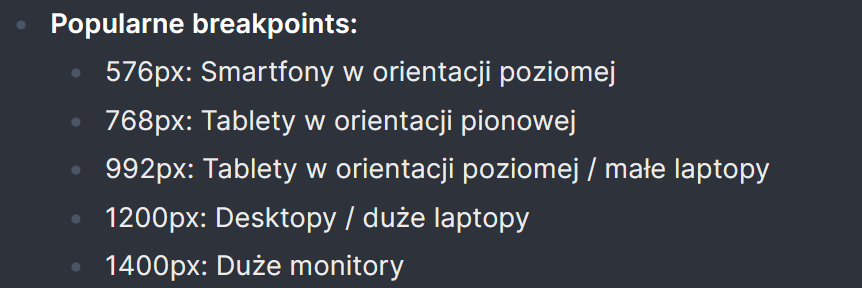 Popularne breakpoints:
576px: Smartfony w orientacji poziomej
768px: Tablety w orientacji pionowej
992px: Tablety w orientacji poziomej / małe laptopy
1200px: Desktopy / duże laptopy
1400px: Duże monitory